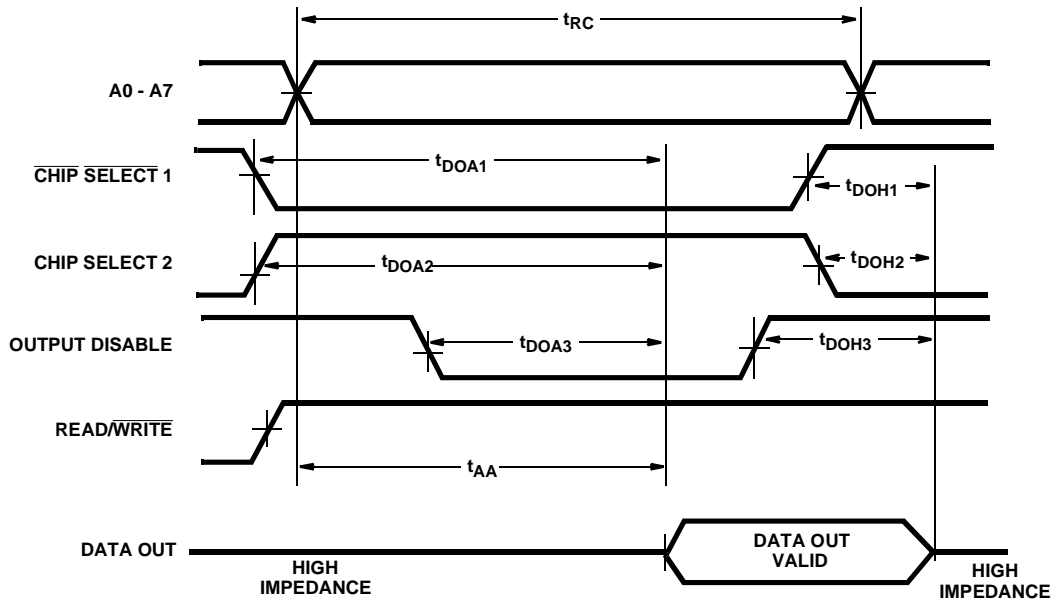 tRC
A0 - A7
CHIP SELECT 1
tDOA1
tDOH1
CHIP SELECT 2
tDOA2
tDOH2
OUTPUT DISABLE
tDOA3
tDOH3
READ/WRITE
tAA
DATA OUT
DATA OUT
VALID
HIGH
IMPEDANCE
HIGH
IMPEDANCE